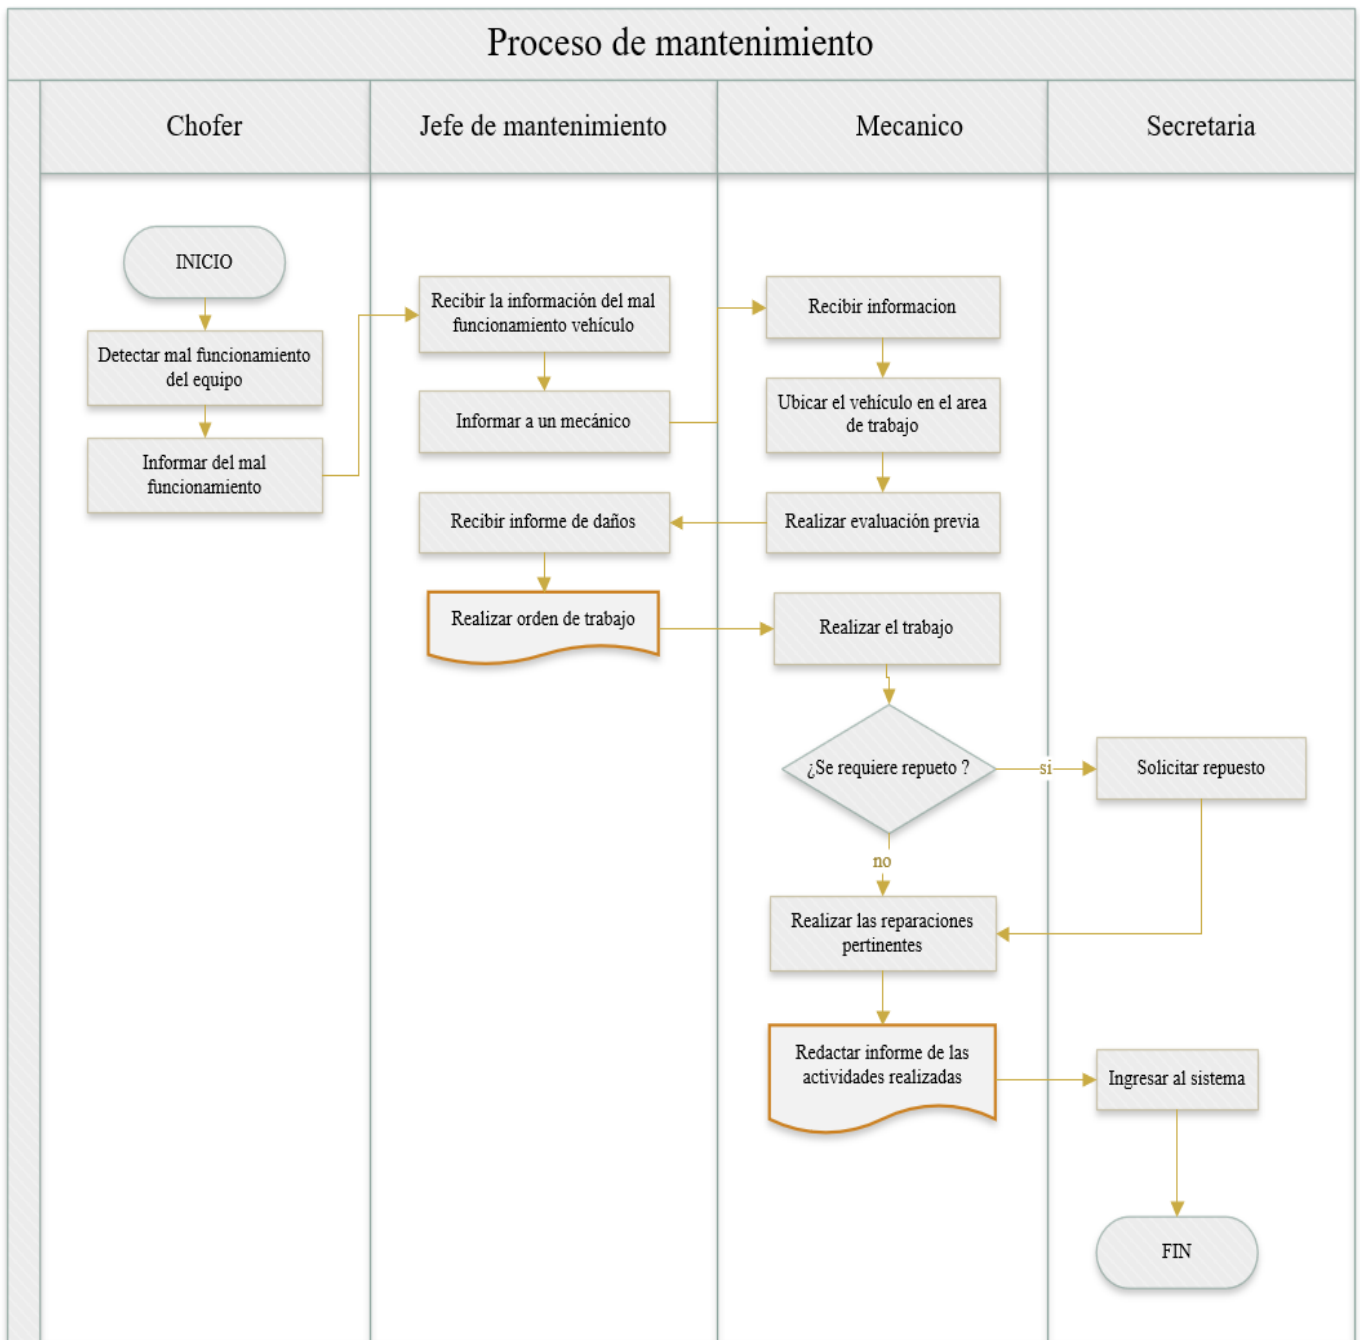 Proceso de mantenimiento
Chofer
Jefe de mantenimiento
Mecanico
Secretaria
INICIO
Detectar mal funcionamiento
del equipo
Informar del mal
funcionamiento
Recibir la información del mal
funcionamiento vehículo
Informar a un mecánico
Recibir informacion
Ubicar el vehículo en el area
de trabajo
Realizar evaluación previa
Recibir informe de daños
Realizar orden de trabajo
Realizar el trabajo
¿Se requiere repueto ?
si
Solicitar repuesto
no
Realizar las reparaciones
pertinentes
Redactar informe de las
actividades realizadas
Ingresar al sistema
FIN